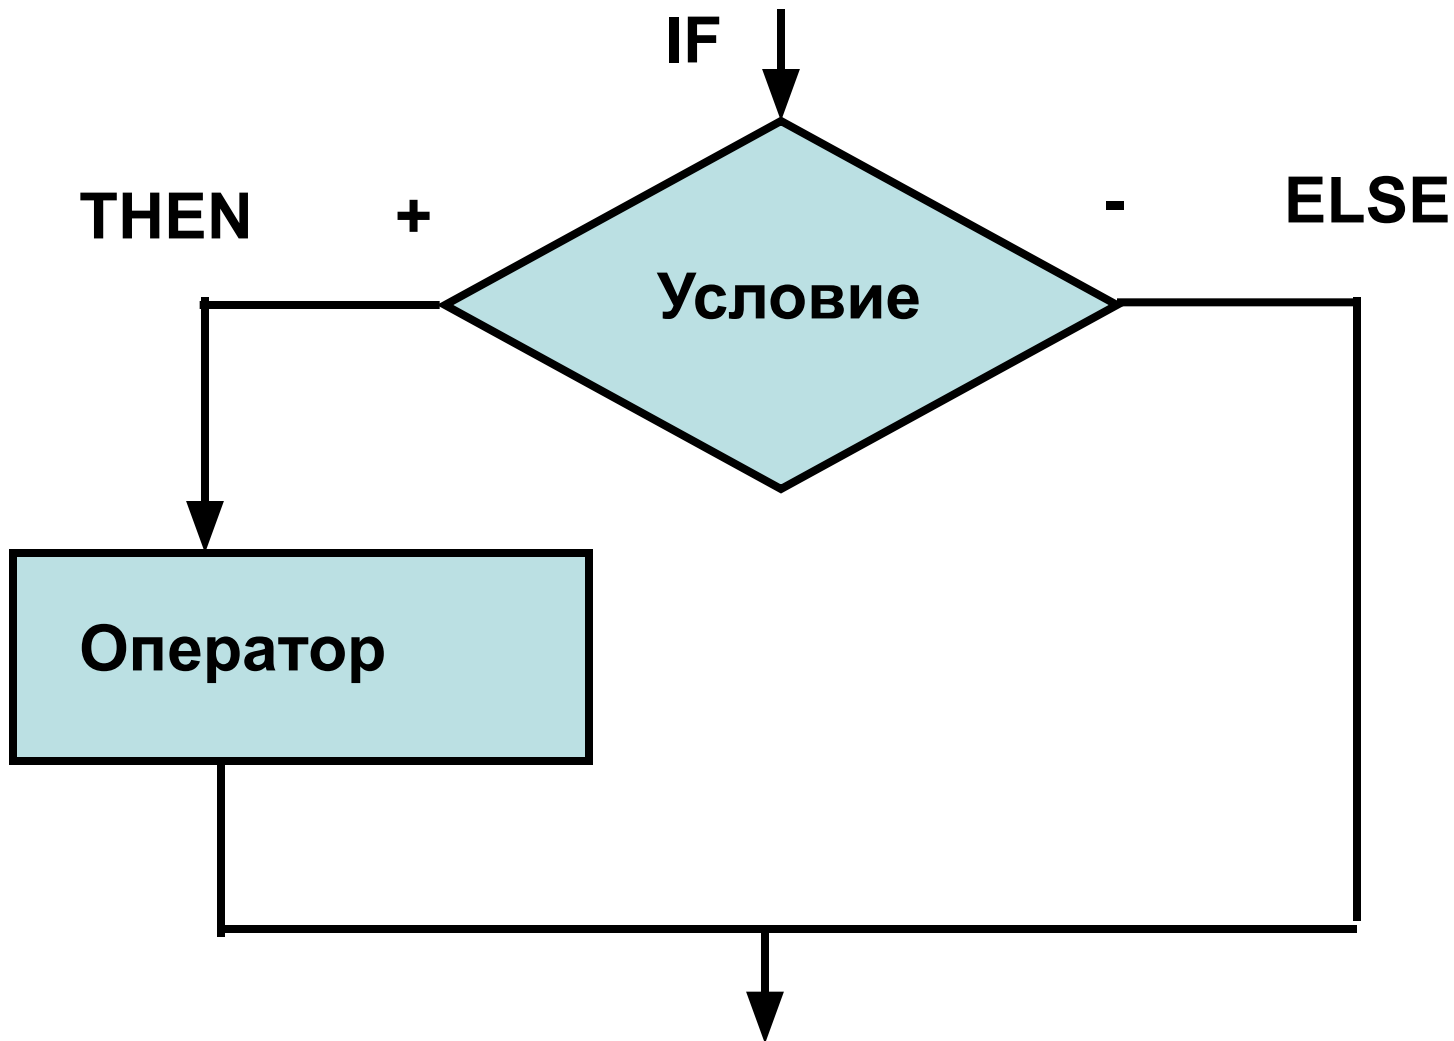 IF
THEN + - ELSE
Условие
Оператор